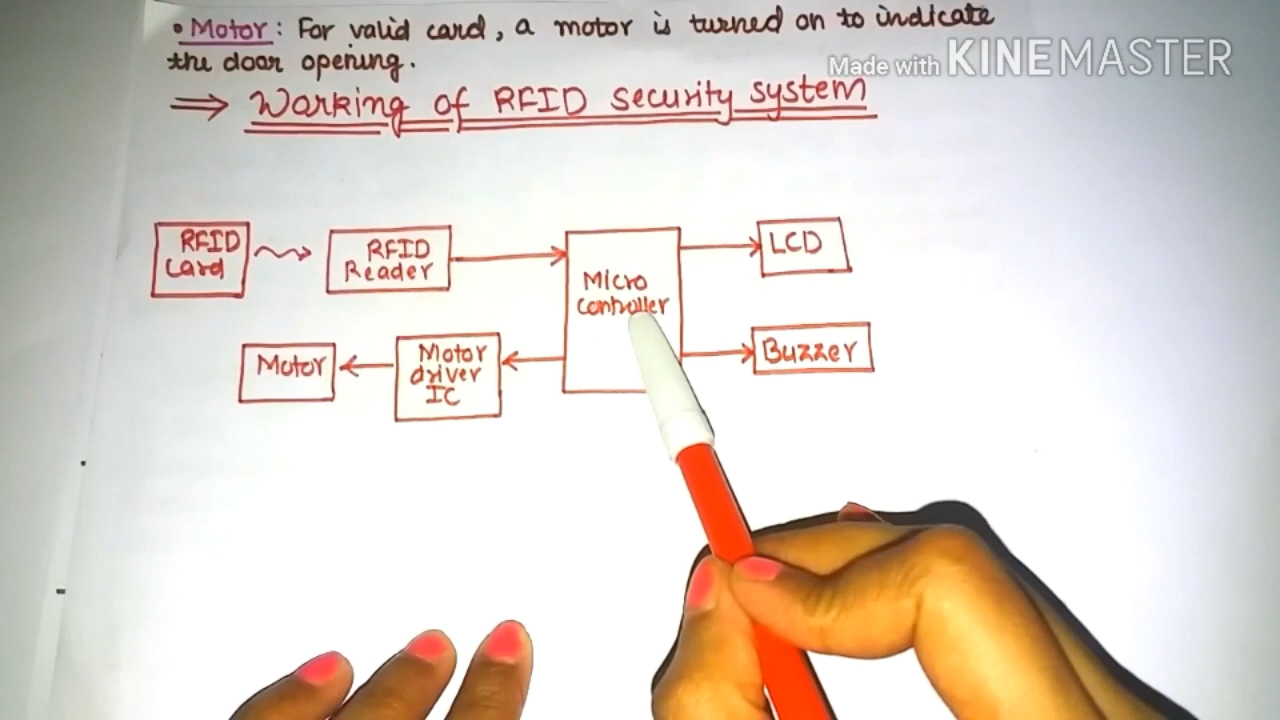 • Motor : For valid card, a motor is turned on to indicate
the door opening.
Made with KINEMASTER
⇒ Working of RFID security system
RFID
Card
RFID
Reader
Micro
Controller
LCD
Motor
Motor
driver
IC
Buzzer